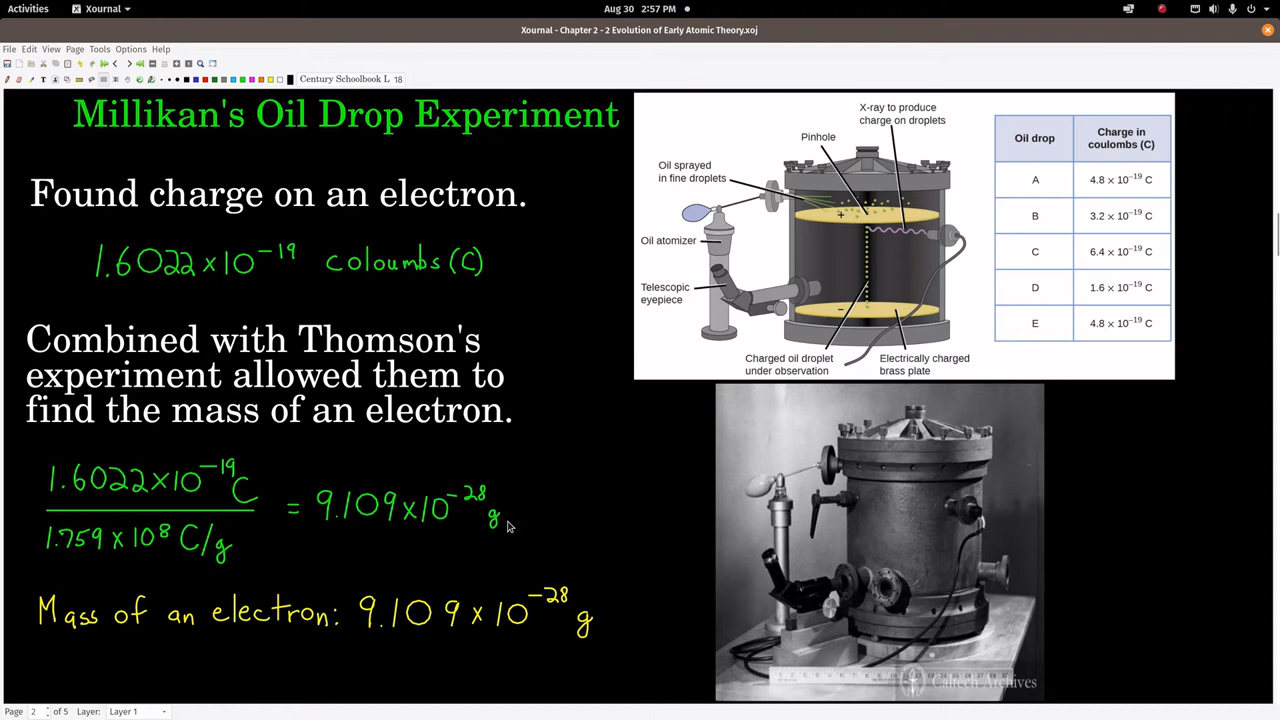 Activities
Xournal
Aug 30 2:57 PM
Xournal - Chapter 2 - 2 Evolution of Early Atomic Theory.xoj
File Edit View Page Tools Options Help
Century Schoolbook L 18
Millikan's Oil Drop Experiment
Found charge on an electron.
1.6022×10⁻¹⁹ coloumbs (C)
Combined with Thomson's
experiment allowed them to
find the mass of an electron.
1.6022×10⁻¹⁹ C
1.759×10⁸ C/g
= 9.109×10⁻²⁸ g
Mass of an electron: 9.109×10⁻²⁸ g
X-ray to produce
charge on droplets
Pinhole
Oil sprayed
in fine droplets
+
Oil atomizer
Telescopic
eyepiece
−
Charged oil droplet
under observation
Electrically charged
brass plate
Oil drop
Charge in
coulombs (C)
A 4.8 × 10⁻¹⁹ C
B 3.2 × 10⁻¹⁹ C
C 6.4 × 10⁻¹⁹ C
D 1.6 × 10⁻¹⁹ C
E 4.8 × 10⁻¹⁹ C
Caltech Archives
Page 2 of 5 Layer: Layer 1